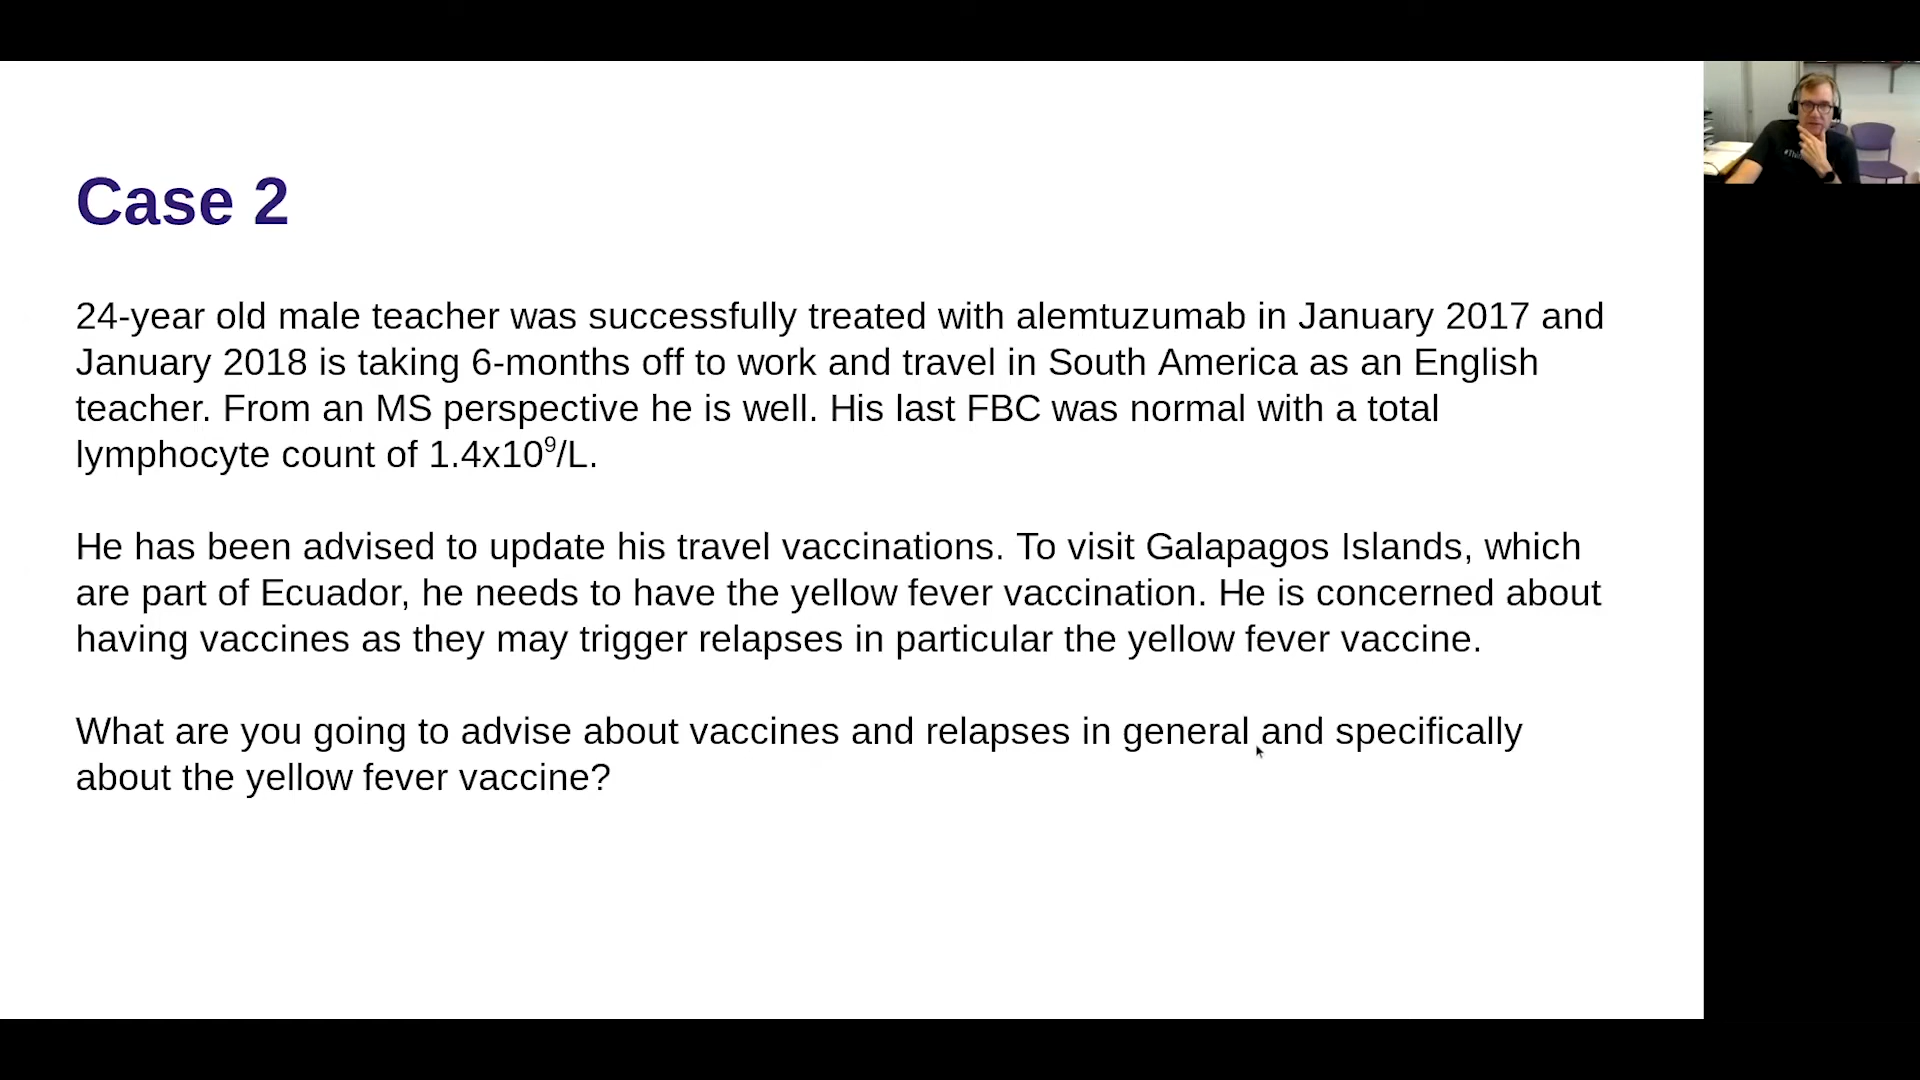 Case 2
24-year old male teacher was successfully treated with alemtuzumab in January 2017 and
January 2018 is taking 6-months off to work and travel in South America as an English
teacher. From an MS perspective he is well. His last FBC was normal with a total
lymphocyte count of 1.4x10⁹/L.
He has been advised to update his travel vaccinations. To visit Galapagos Islands, which
are part of Ecuador, he needs to have the yellow fever vaccination. He is concerned about
having vaccines as they may trigger relapses in particular the yellow fever vaccine.
What are you going to advise about vaccines and relapses in general and specifically
about the yellow fever vaccine?